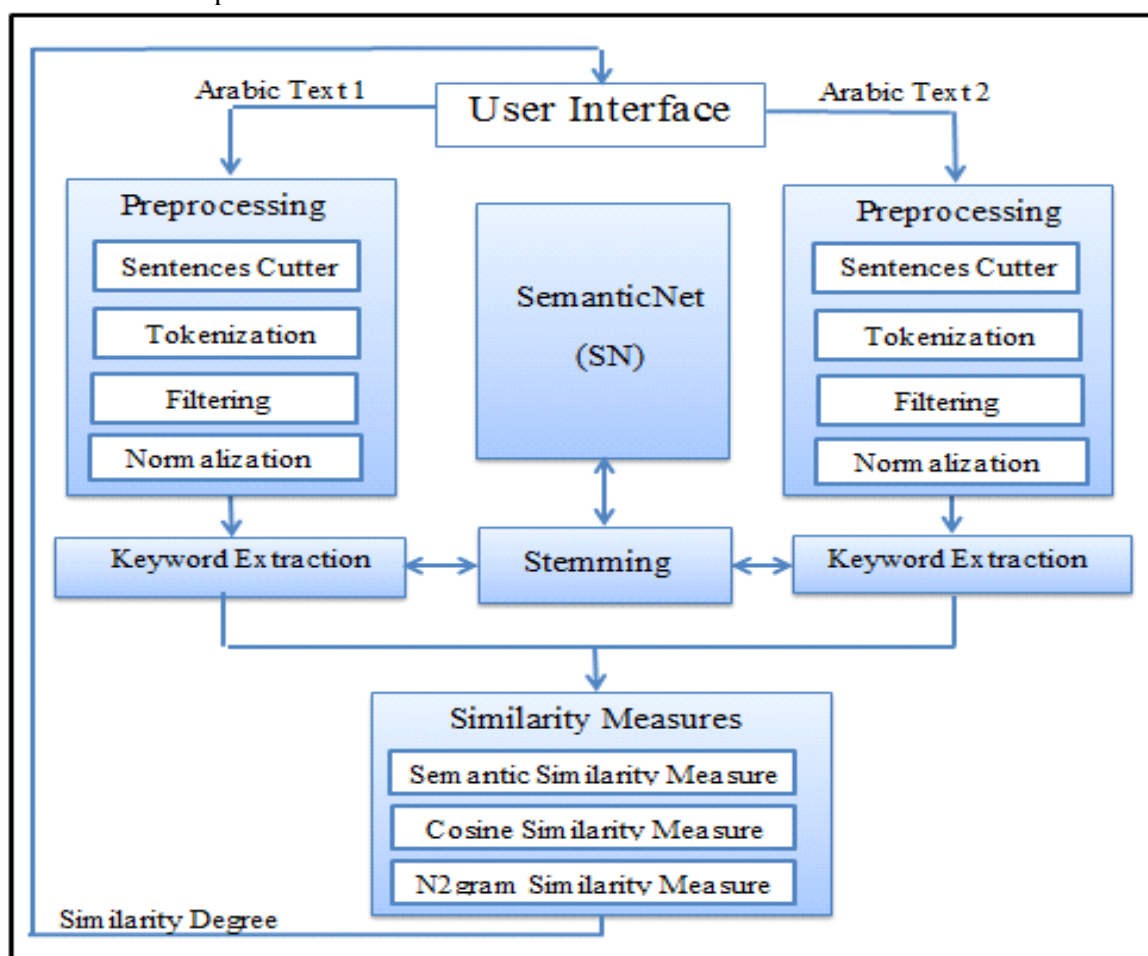 Arabic Text 1
User Interface
Arabic Text 2
Preprocessing
Sentences Cutter
Tokenization
Filtering
Normalization
SemanticNet
(SN)
Preprocessing
Sentences Cutter
Tokenization
Filtering
Normalization
Keyword Extraction
Stemming
Keyword Extraction
Similarity Measures
Semantic Similarity Measure
Cosine Similarity Measure
N2gram Similarity Measure
Similarity Degree